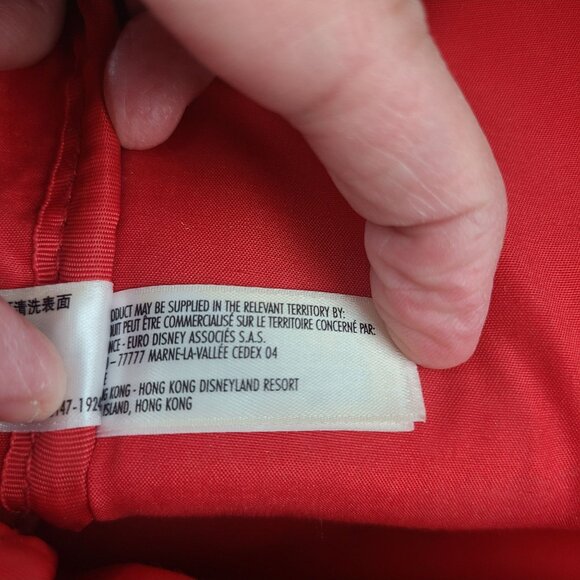 清洗表面
147-192
ODUCT MAY BE SUPPLIED IN THE RELEVANT TERRITORY BY:
UIT PEUT ÊTRE COMMERCIALISÉ SUR LE TERRITOIRE CONCERNÉ PAR:
NCE - EURO DISNEY ASSOCIÉS S.A.S.
– 77777 MARNE-LA-VALLÉE CEDEX 04
E
G KONG - HONG KONG DISNEYLAND RESORT
ISLAND, HONG KONG